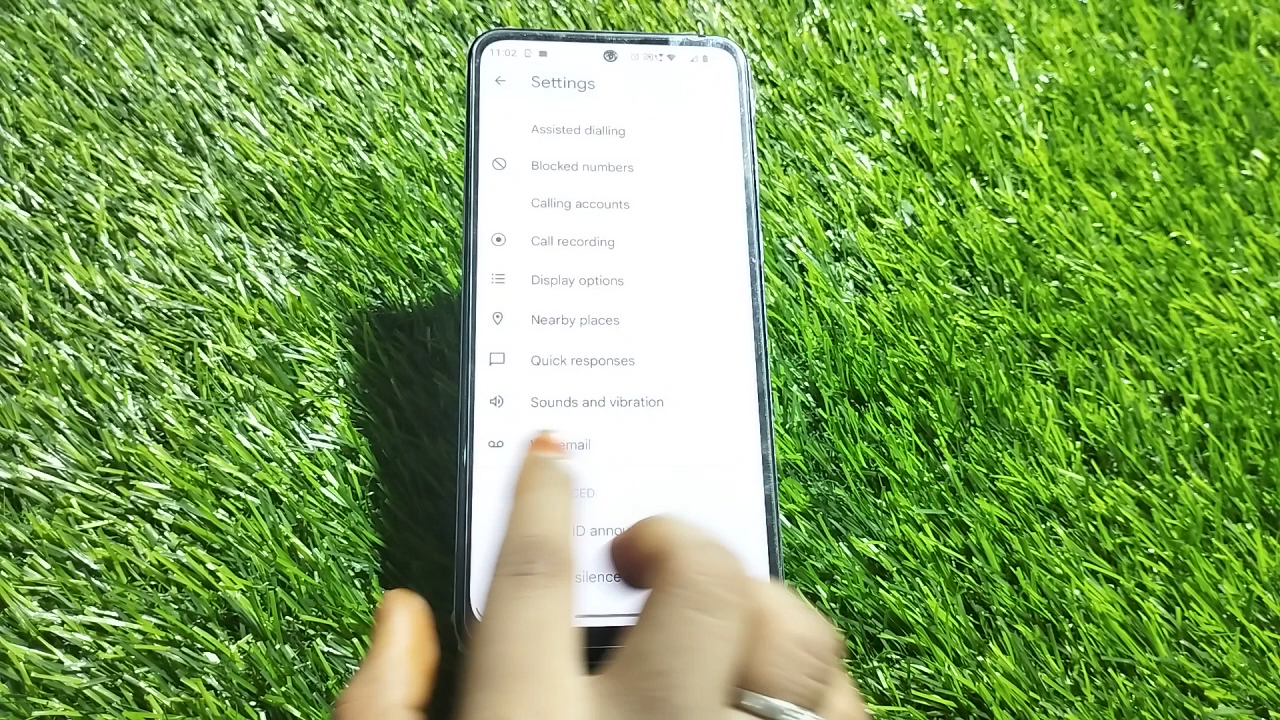 11:02
Settings
Assisted dialling
Blocked numbers
Calling accounts
Call recording
Display options
Nearby places
Quick responses
Sounds and vibration